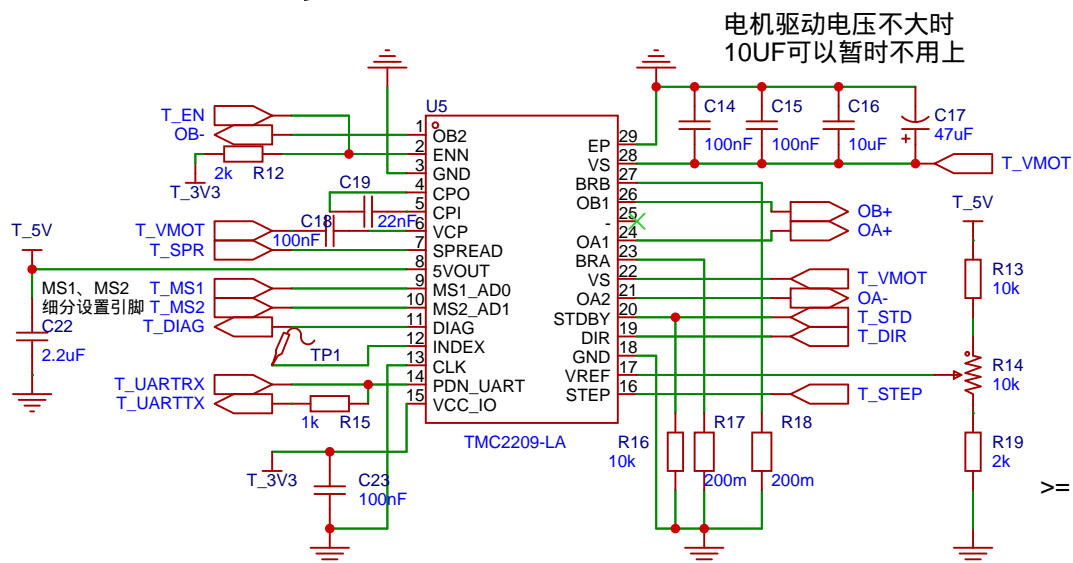 电机驱动电压不大时
10UF可以暂时不用上
U5
T_EN
OB-
2k
R12
T_3V3
C19
22nF
C18
100nF
T_VMOT
T_SPR
T_5V
MS1、MS2
细分设置引脚
T_MS1
T_MS2
T_DIAG
C22
2.2uF
TP1
T_UARTRX
T_UARTTX
1k
R15
T_3V3
C23
100nF
1 OB2
2 ENN
3 GND
4 CPO
5 CPI
6 VCP
7 SPREAD
8 5VOUT
9 MS1_AD0
10 MS2_AD1
11 DIAG
12 INDEX
13 CLK
14 PDN_UART
15 VCC_IO
TMC2209-LA
EP 29
VS 28
BRB 27
OB1 26
- 25
OA1 24
BRA 23
VS 22
OA2 21
STDBY 20
DIR 19
GND 18
VREF 17
STEP 16
C14
100nF
C15
100nF
C16
10uF
C17
47uF
+
T_VMOT
OB+
OA+
T_VMOT
OA-
T_STD
T_DIR
T_STEP
R16
10k
R17
200m
R18
200m
T_5V
R13
10k
R14
10k
R19
2k
>=